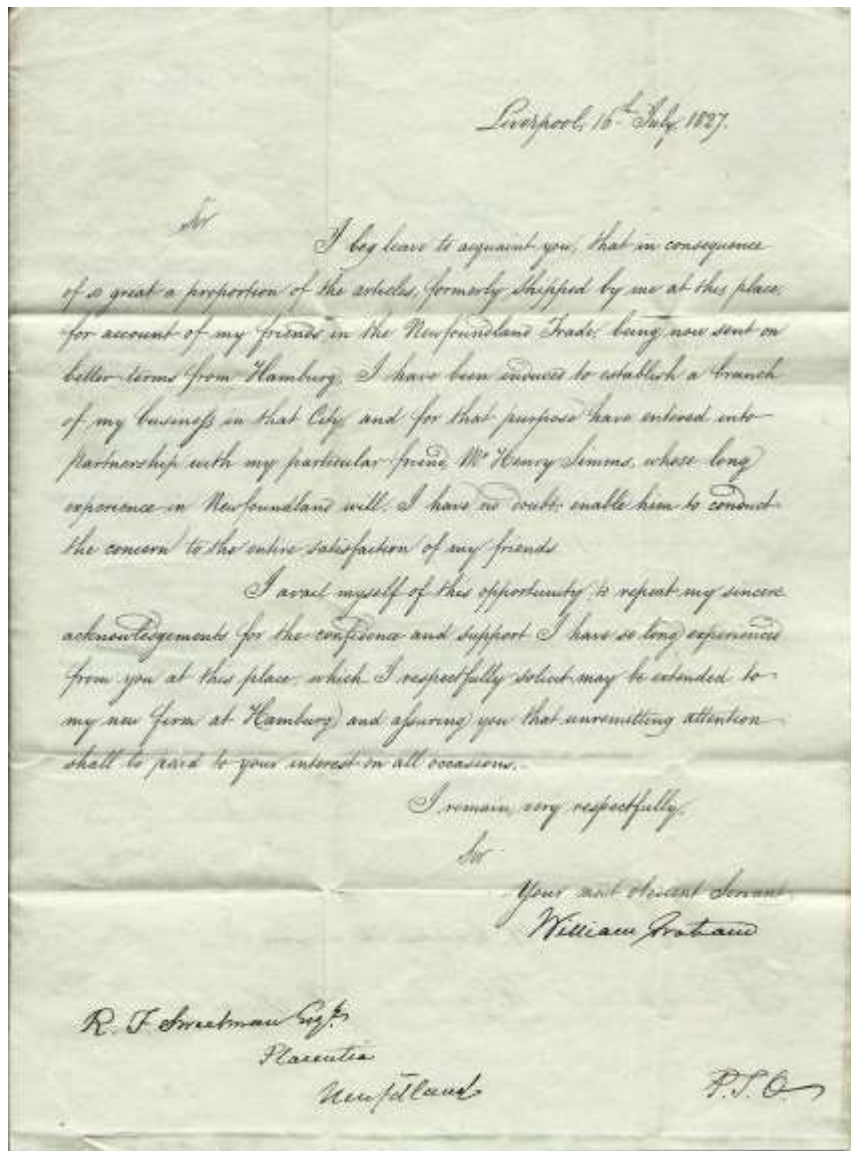 Liverpool, 16th July, 1827.
Sir
I beg leave to acquaint you, that in consequence
of so great a proportion of the articles, formerly shipped by me at this place,
for account of my friends in the Newfoundland Trade, being now sent on
better terms from Hamburg, I have been induced to establish a branch
of my business in that City, and for that purpose have entered into
Partnership with my particular friend, Mr Henry Simms, whose long
experience in Newfoundland will, I have no doubt, enable him to conduct
the concern to the entire satisfaction of my friends
I avail myself of this opportunity, to repeat my sincere
acknowledgements for the confidence and support I have so long experienced
from you at this place, which I respectfully solicit may be extended to
my new firm at Hamburg, and assuring you that unremitting attention
shall to paid to your interest on all occasions.
I remain, very respectfully,
Sir
Your most obedient Servant,
William
R. F. Sweetman Esqr.
Placentia
Newfdland
P.T.O.